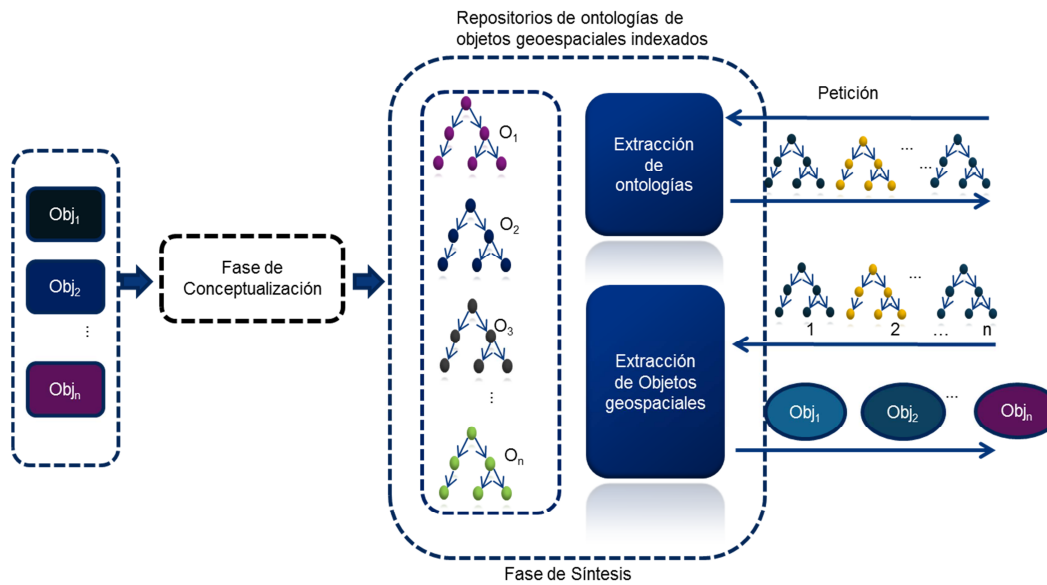 Repositorios de ontologías de
objetos geoespaciales indexados
Obj1
Obj2
...
Objn
Fase de
Conceptualización
O1
O2
O3
...
On
Extracción
de
ontologías
Extracción
de Objetos
geospaciales
Petición
...
...
...
1 2 ... n
Obj1 Obj2 ... Objn
Fase de Síntesis